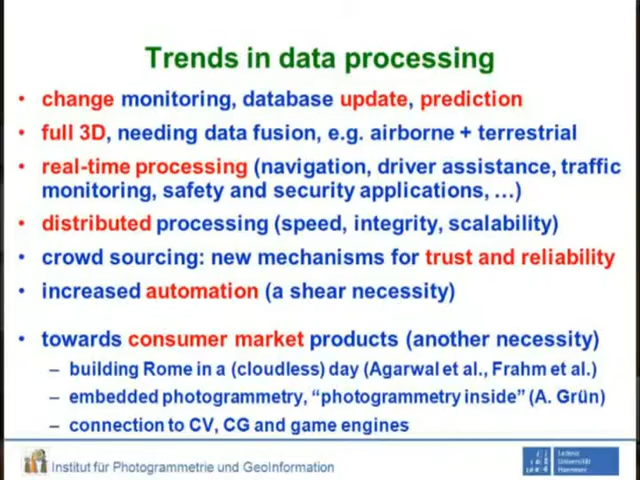 Trends in data processing
• change monitoring, database update, prediction
• full 3D, needing data fusion, e.g. airborne + terrestrial
• real-time processing (navigation, driver assistance, traffic
monitoring, safety and security applications, …)
• distributed processing (speed, integrity, scalability)
• crowd sourcing: new mechanisms for trust and reliability
• increased automation (a shear necessity)
• towards consumer market products (another necessity)
– building Rome in a (cloudless) day (Agarwal et al., Frahm et al.)
– embedded photogrammetry, “photogrammetry inside” (A. Grün)
– connection to CV, CG and game engines
Institut für Photogrammetrie und GeoInformation
Leibniz
Universität
Hannover